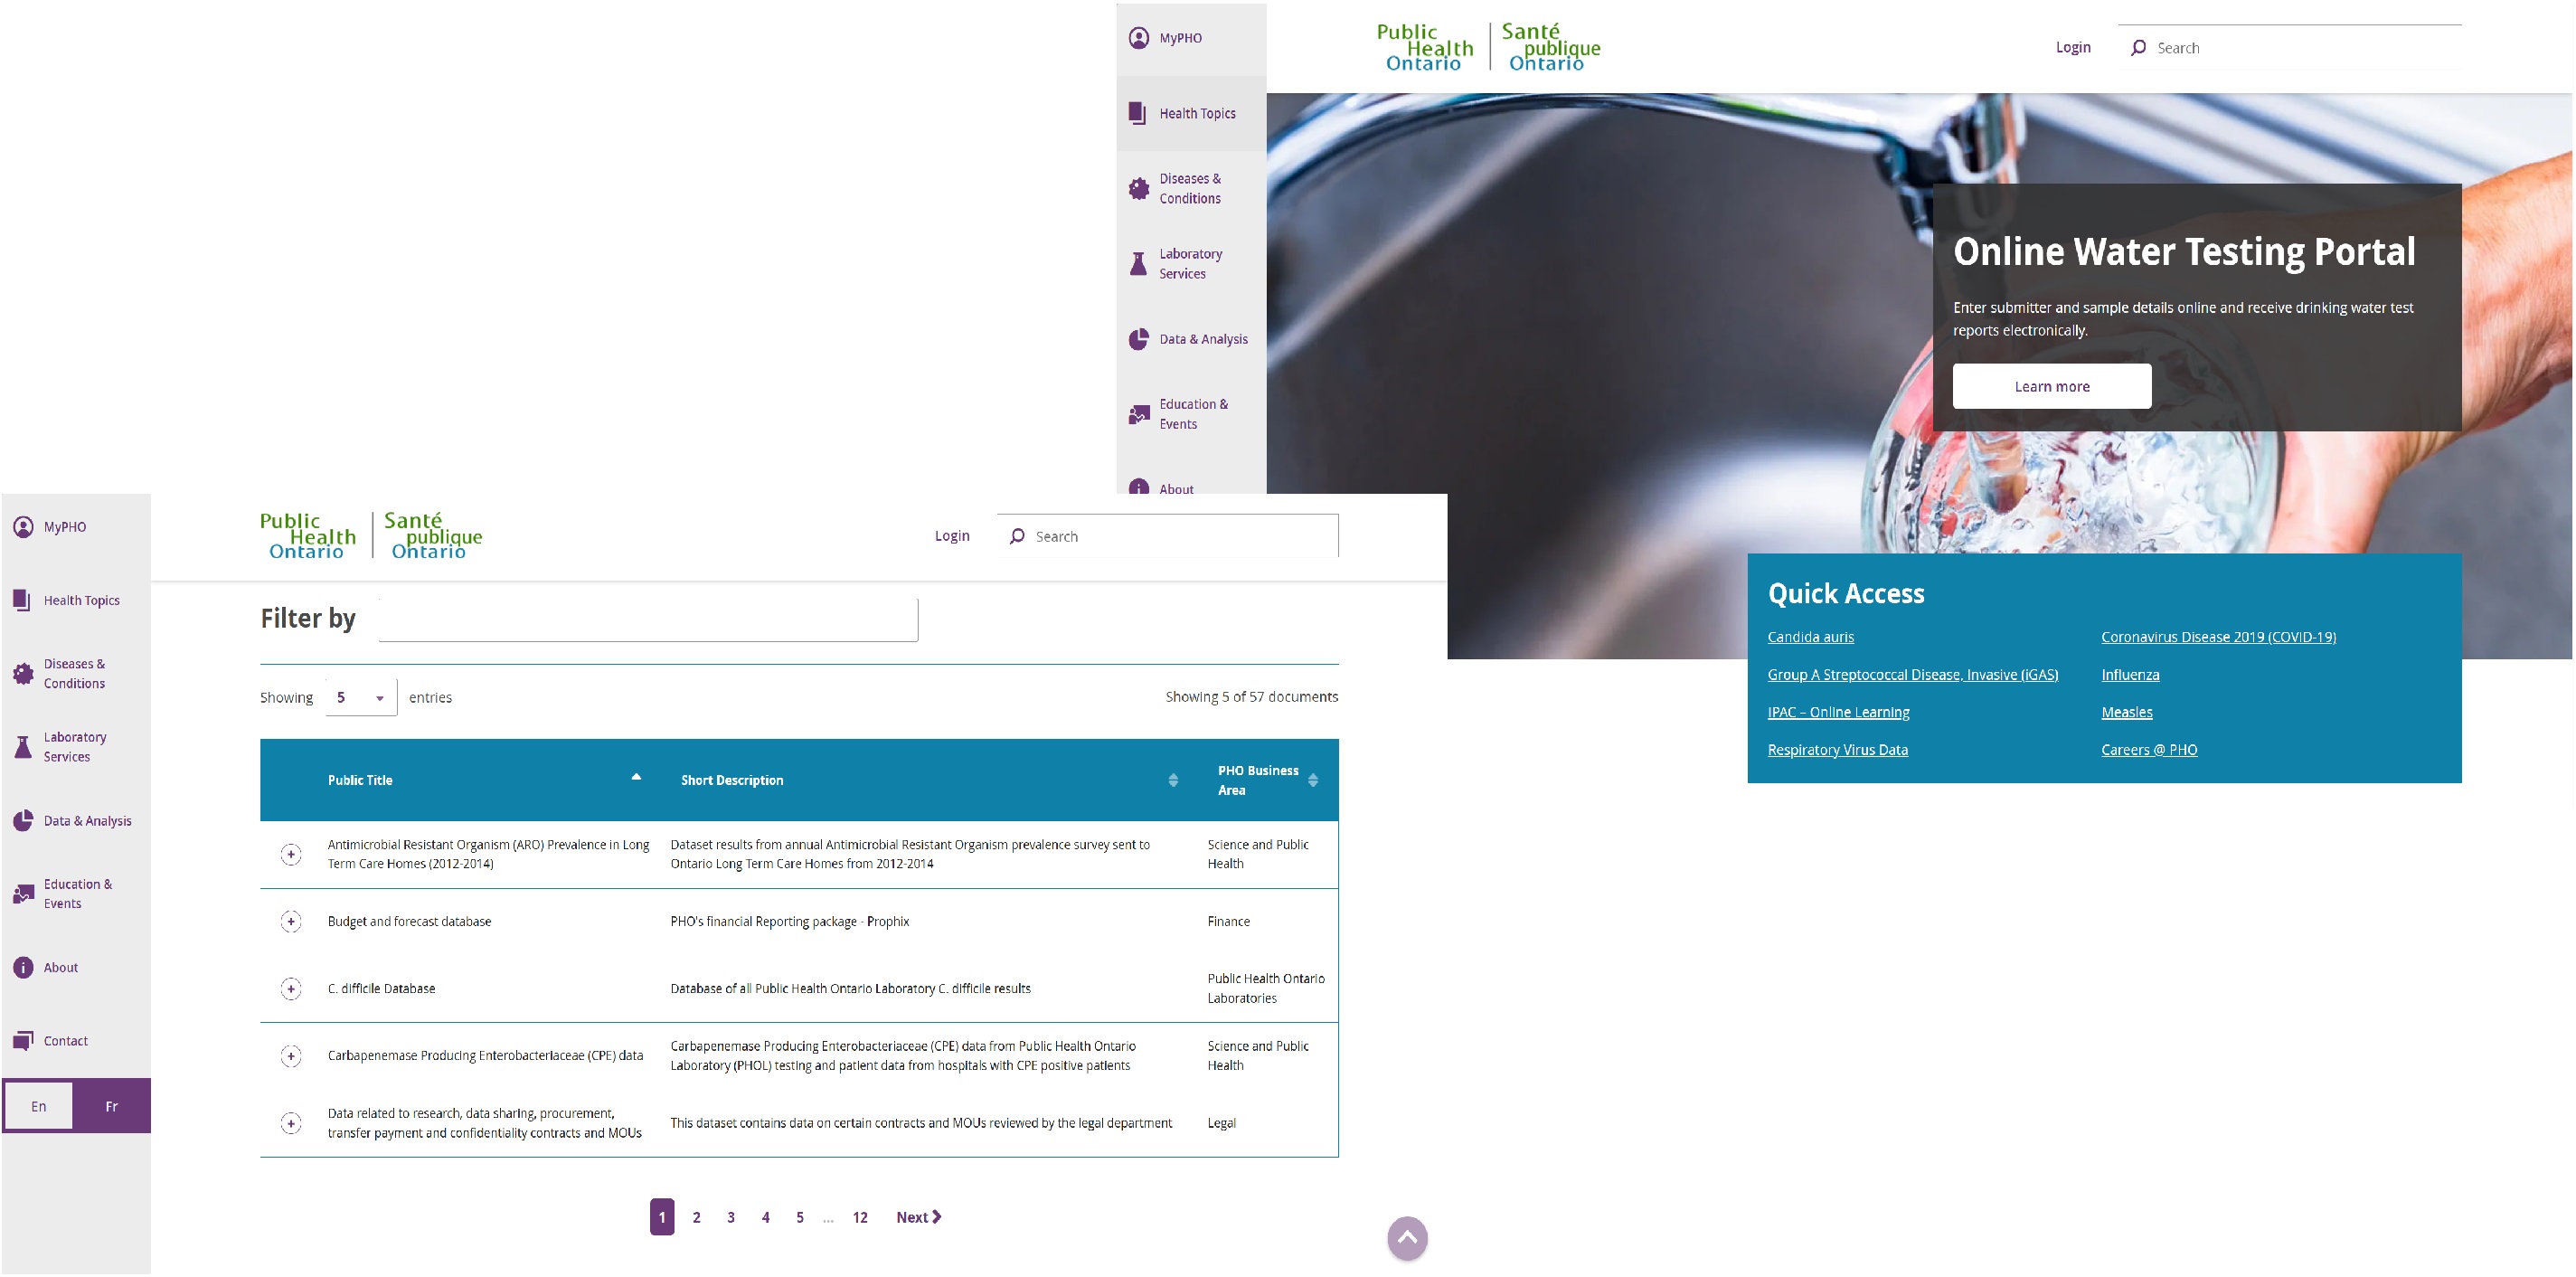 MyPHO
Health Topics
Diseases &
Conditions
Laboratory
Services
Data & Analysis
Education &
Events
About
Public
Health
Ontario
Santé
publique
Ontario
Login
Search
Online Water Testing Portal
Enter submitter and sample details online and receive drinking water test
reports electronically.
Learn more
Quick Access
Candida auris
Coronavirus Disease 2019 (COVID-19)
Group A Streptococcal Disease, Invasive (iGAS)
Influenza
IPAC – Online Learning
Measles
Respiratory Virus Data
Careers @ PHO
MyPHO
Health Topics
Diseases &
Conditions
Laboratory
Services
Data & Analysis
Education &
Events
About
Contact
En
Fr
Public
Health
Ontario
Santé
publique
Ontario
Login
Search
Filter by
Showing 5 entries
Showing 5 of 57 documents
Public Title
Short Description
PHO Business
Area
Antimicrobial Resistant Organism (ARO) Prevalence in Long
Term Care Homes (2012-2014)
Dataset results from annual Antimicrobial Resistant Organism prevalence survey sent to
Ontario Long Term Care Homes from 2012-2014
Science and Public
Health
Budget and forecast database
PHO's financial Reporting package - Prophix
Finance
C. difficile Database
Database of all Public Health Ontario Laboratory C. difficile results
Public Health Ontario
Laboratories
Carbapenemase Producing Enterobacteriaceae (CPE) data
Carbapenemase Producing Enterobacteriaceae (CPE) data from Public Health Ontario
Laboratory (PHOL) testing and patient data from hospitals with CPE positive patients
Science and Public
Health
Data related to research, data sharing, procurement,
transfer payment and confidentiality contracts and MOUs
This dataset contains data on certain contracts and MOUs reviewed by the legal department
Legal
1 2 3 4 5 ... 12 Next